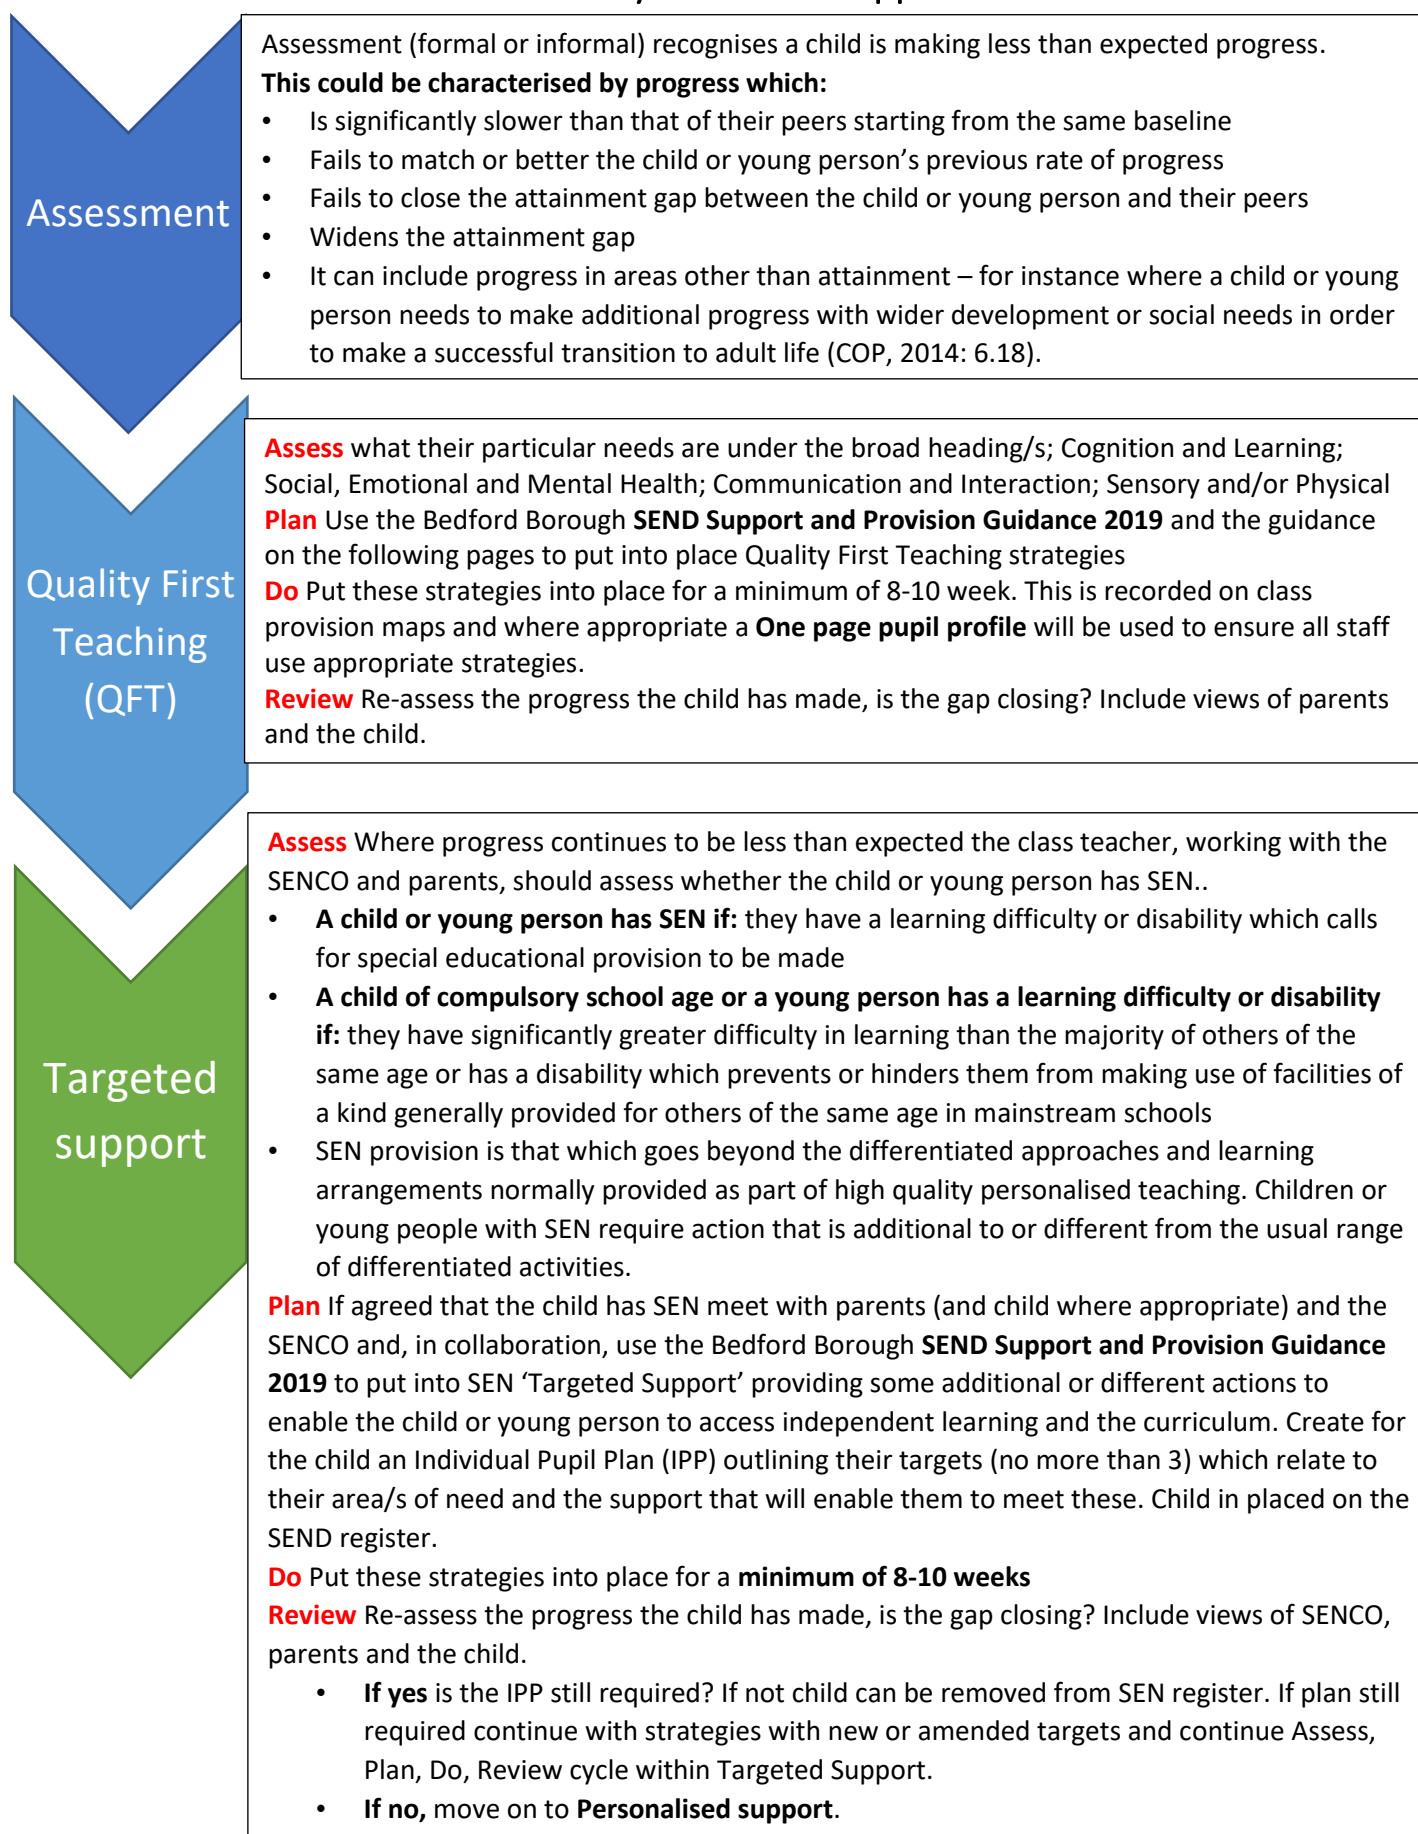 Assessment
Assessment (formal or informal) recognises a child is making less than expected progress.
This could be characterised by progress which:
• Is significantly slower than that of their peers starting from the same baseline
• Fails to match or better the child or young person’s previous rate of progress
• Fails to close the attainment gap between the child or young person and their peers
• Widens the attainment gap
• It can include progress in areas other than attainment – for instance where a child or young
person needs to make additional progress with wider development or social needs in order
to make a successful transition to adult life (COP, 2014: 6.18).
Quality First
Teaching
(QFT)
Assess what their particular needs are under the broad heading/s; Cognition and Learning;
Social, Emotional and Mental Health; Communication and Interaction; Sensory and/or Physical
Plan Use the Bedford Borough SEND Support and Provision Guidance 2019 and the guidance
on the following pages to put into place Quality First Teaching strategies
Do Put these strategies into place for a minimum of 8-10 week. This is recorded on class
provision maps and where appropriate a One page pupil profile will be used to ensure all staff
use appropriate strategies.
Review Re-assess the progress the child has made, is the gap closing? Include views of parents
and the child.
Targeted
support
Assess Where progress continues to be less than expected the class teacher, working with the
SENCO and parents, should assess whether the child or young person has SEN..
• A child or young person has SEN if: they have a learning difficulty or disability which calls
for special educational provision to be made
• A child of compulsory school age or a young person has a learning difficulty or disability
if: they have significantly greater difficulty in learning than the majority of others of the
same age or has a disability which prevents or hinders them from making use of facilities of
a kind generally provided for others of the same age in mainstream schools
• SEN provision is that which goes beyond the differentiated approaches and learning
arrangements normally provided as part of high quality personalised teaching. Children or
young people with SEN require action that is additional to or different from the usual range
of differentiated activities.
Plan If agreed that the child has SEN meet with parents (and child where appropriate) and the
SENCO and, in collaboration, use the Bedford Borough SEND Support and Provision Guidance
2019 to put into SEN ‘Targeted Support’ providing some additional or different actions to
enable the child or young person to access independent learning and the curriculum. Create for
the child an Individual Pupil Plan (IPP) outlining their targets (no more than 3) which relate to
their area/s of need and the support that will enable them to meet these. Child in placed on the
SEND register.
Do Put these strategies into place for a minimum of 8-10 weeks
Review Re-assess the progress the child has made, is the gap closing? Include views of SENCO,
parents and the child.
• If yes is the IPP still required? If not child can be removed from SEN register. If plan still
required continue with strategies with new or amended targets and continue Assess,
Plan, Do, Review cycle within Targeted Support.
• If no, move on to Personalised support.